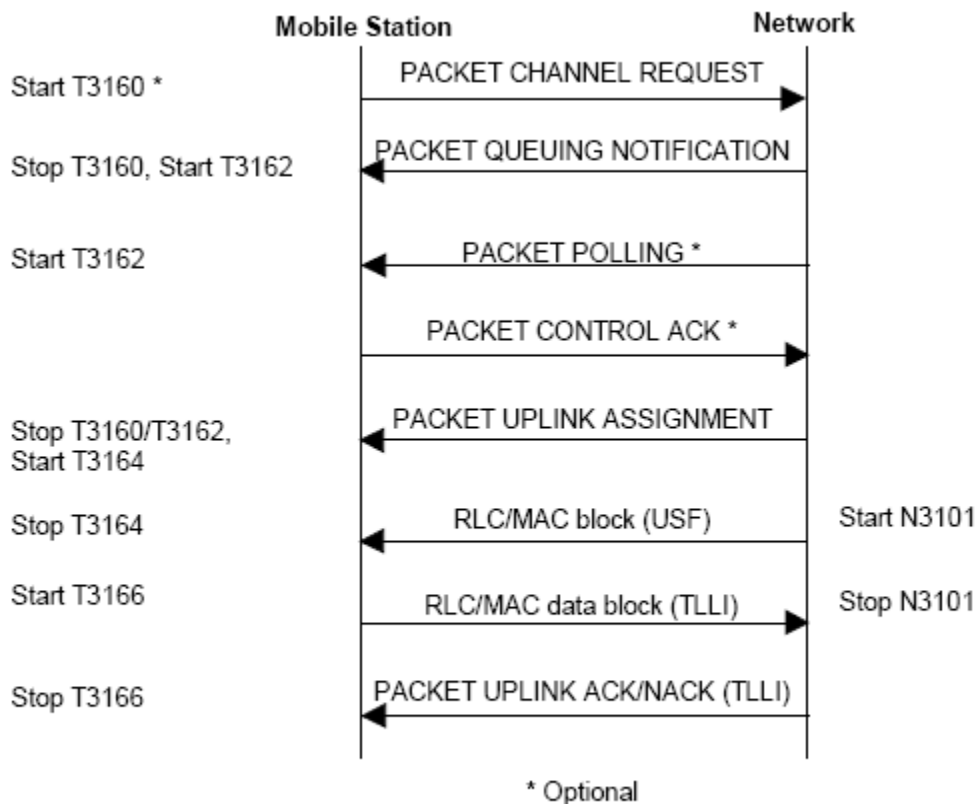 Mobile Station Network
Start T3160 * PACKET CHANNEL REQUEST
Stop T3160, Start T3162 PACKET QUEUING NOTIFICATION
Start T3162 PACKET POLLING *
PACKET CONTROL ACK *
Stop T3160/T3162, PACKET UPLINK ASSIGNMENT
Start T3164
Stop T3164 RLC/MAC block (USF) Start N3101
Start T3166 RLC/MAC data block (TLLI) Stop N3101
Stop T3166 PACKET UPLINK ACK/NACK (TLLI)
* Optional